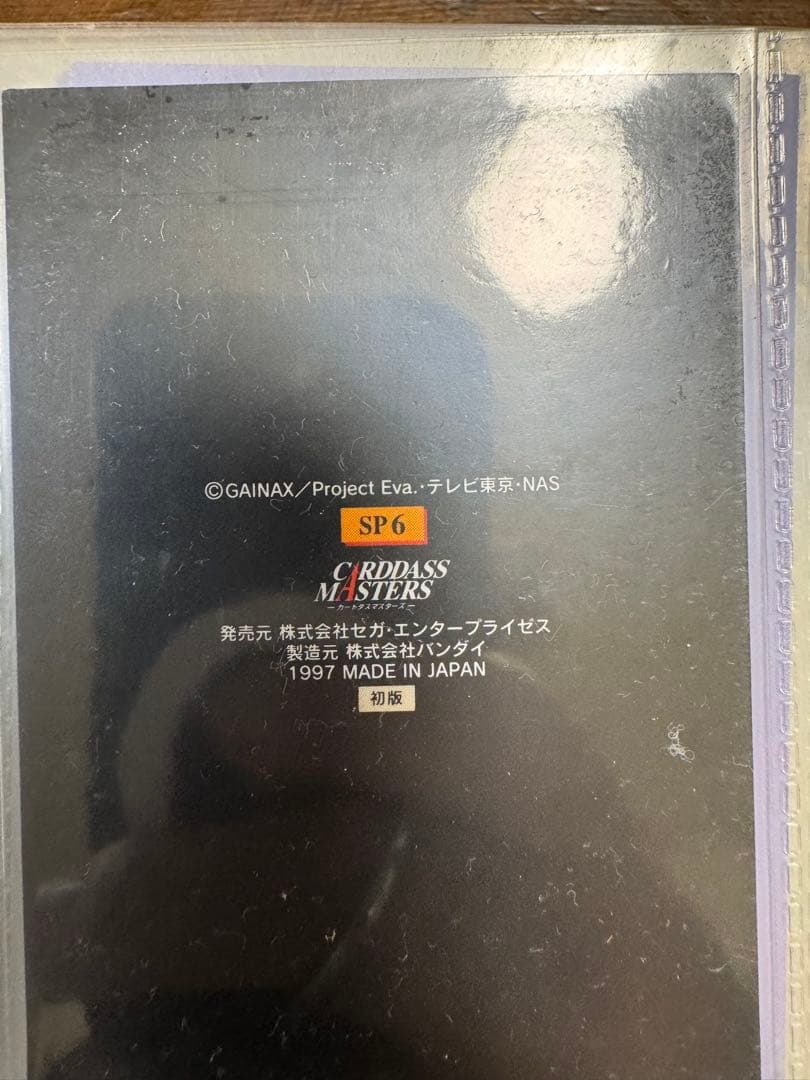 ©GAINAX／Project Eva.・テレビ東京・NAS
SP6
CARDDASS
MASTERS
ーカードダスマスターズー
発売元 株式会社セガ・エンタープライゼス
製造元 株式会社バンダイ
1997 MADE IN JAPAN
初版